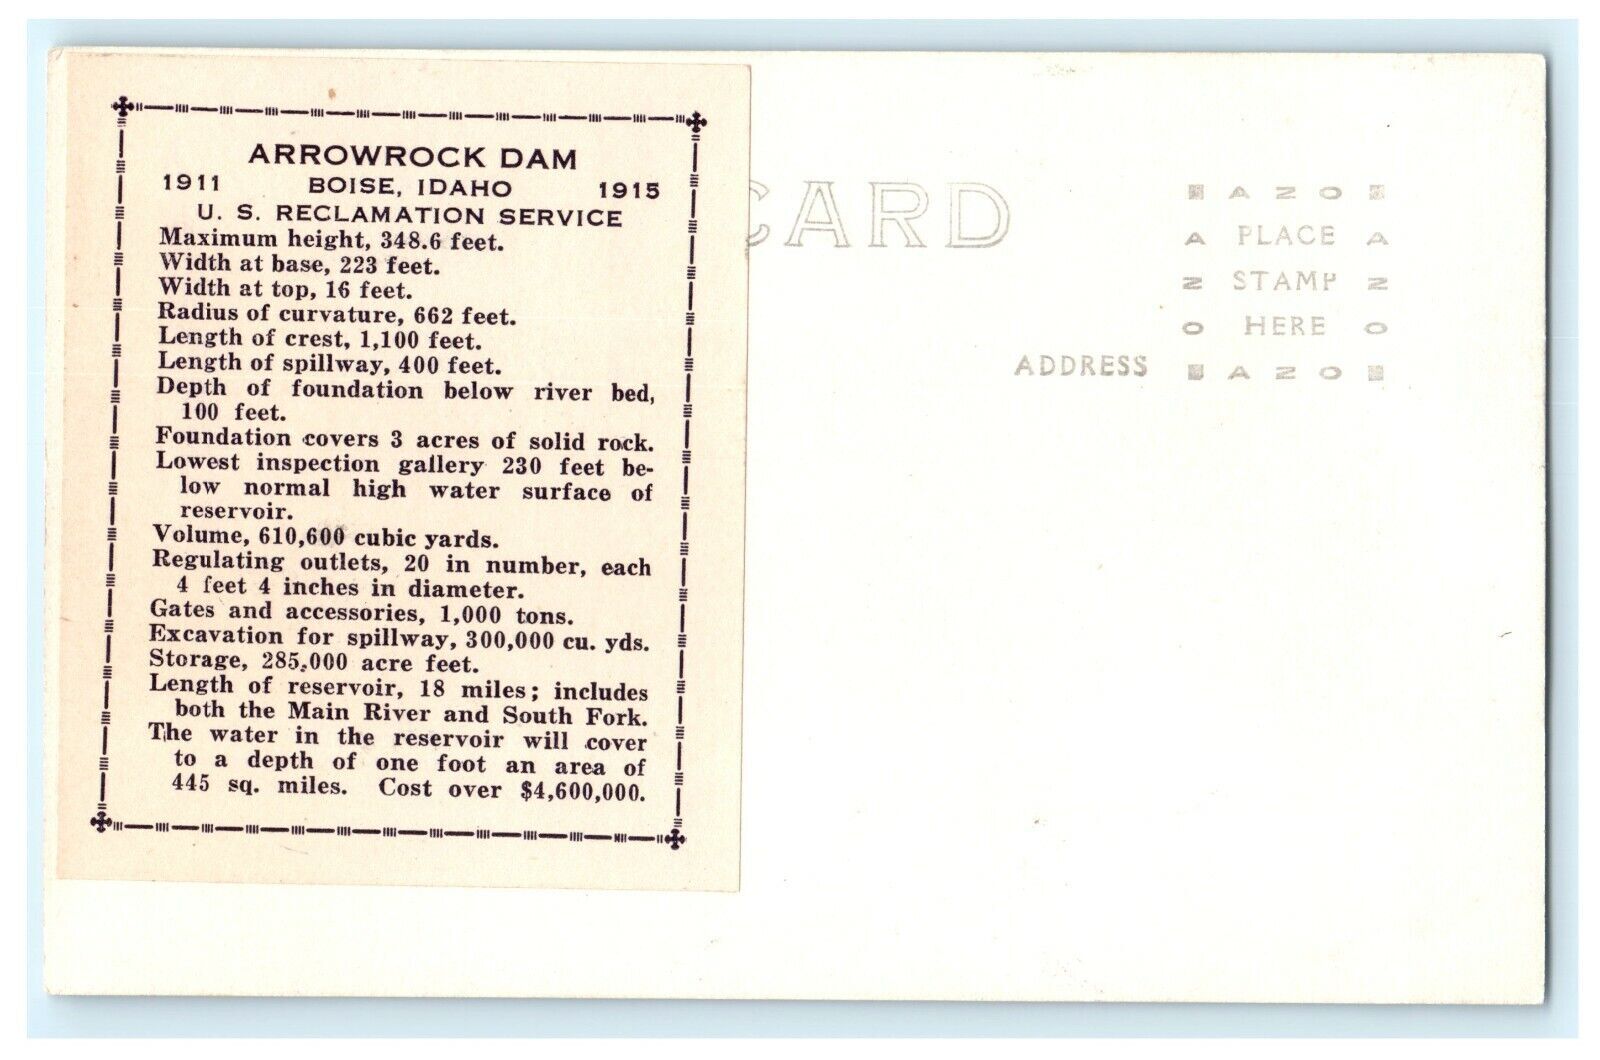 ARROWROCK DAM
1911 BOISE, IDAHO 1915
U. S. RECLAMATION SERVICE
Maximum height, 348.6 feet.
Width at base, 223 feet.
Width at top, 16 feet.
Radius of curvature, 662 feet.
Length of crest, 1,100 feet.
Length of spillway, 400 feet.
Depth of foundation below river bed,
100 feet.
Foundation covers 3 acres of solid rock.
Lowest inspection gallery 230 feet be-
low normal high water surface of
reservoir.
Volume, 610,600 cubic yards.
Regulating outlets, 20 in number, each
4 feet 4 inches in diameter.
Gates and accessories, 1,000 tons.
Excavation for spillway, 300,000 cu. yds.
Storage, 285,000 acre feet.
Length of reservoir, 18 miles; includes
both the Main River and South Fork.
The water in the reservoir will cover
to a depth of one foot an area of
445 sq. miles. Cost over $4,600,000.
CARD
AZO
A PLACE A
Z STAMP Z
O HERE O
ADDRESS AZO